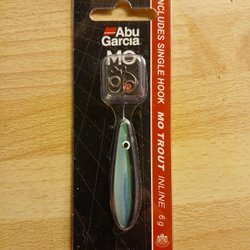 Abu
Garcia
MO
INCLUDES SINGLE HOOK
MO TROUT INLINE 6g